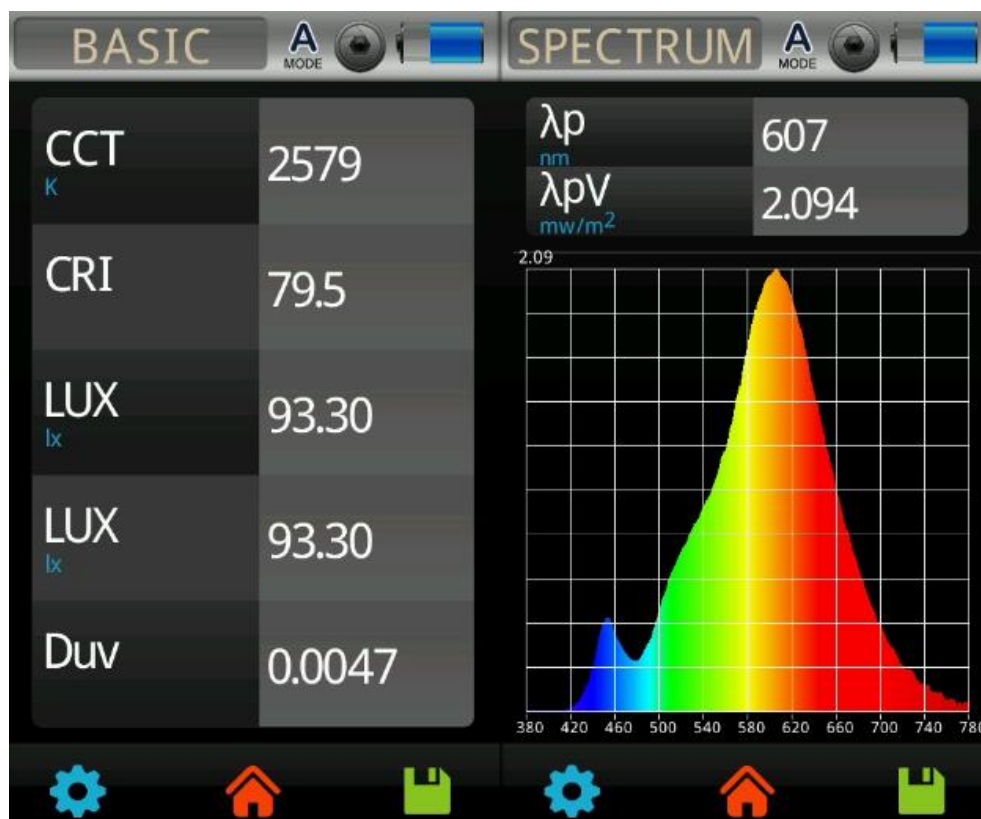 BASIC
A
MODE
CCT
K
2579
CRI
79.5
LUX
lx
93.30
LUX
lx
93.30
Duv
0.0047
SPECTRUM
A
MODE
λp
nm
607
λpV
mw/m2
2.094
2.09
380 420 460 500 540 580 620 660 700 740 780